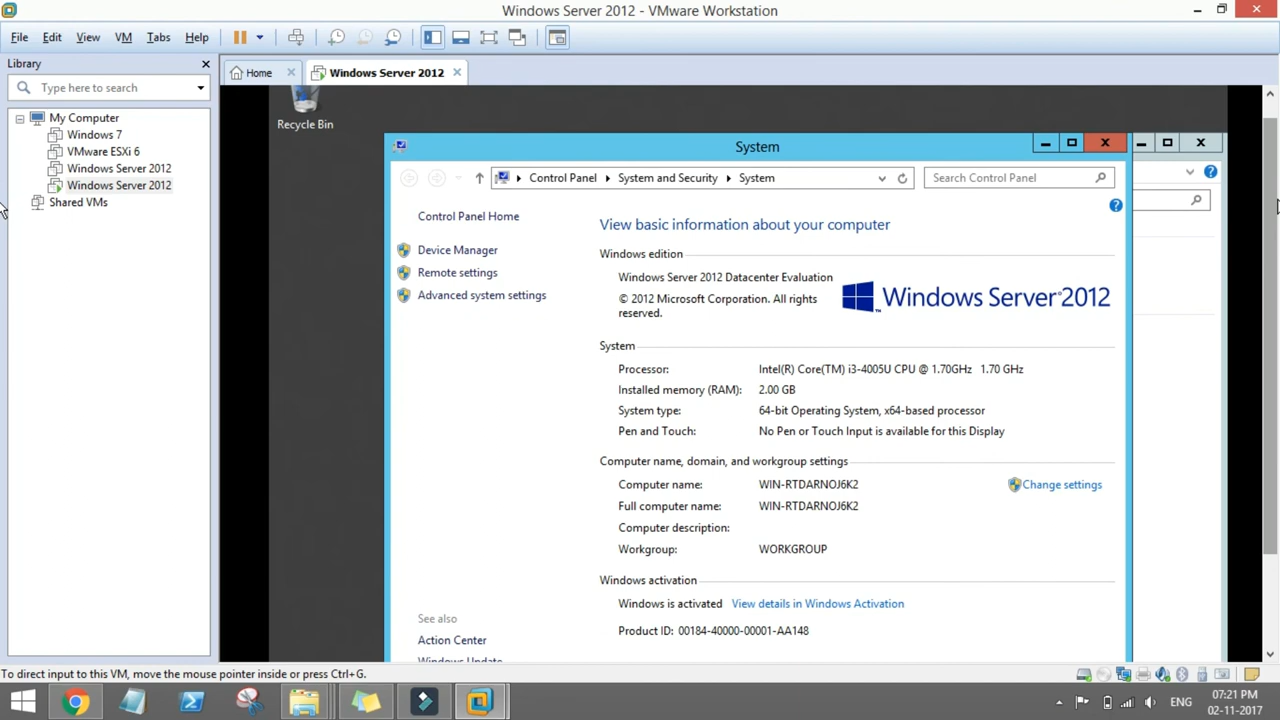 Windows Server 2012 - VMware Workstation
File Edit View VM Tabs Help
Library
Type here to search
Home
Windows Server 2012
My Computer
Windows 7
VMware ESXi 6
Windows Server 2012
Windows Server 2012
Shared VMs
Recycle Bin
System
Control Panel System and Security System
Search Control Panel
Control Panel Home
Device Manager
Remote settings
Advanced system settings
See also
Action Center
Windows Update
View basic information about your computer
Windows edition
Windows Server 2012 Datacenter Evaluation
© 2012 Microsoft Corporation. All rights
reserved.
Windows Server 2012
System
Processor: Intel(R) Core(TM) i3-4005U CPU @ 1.70GHz 1.70 GHz
Installed memory (RAM): 2.00 GB
System type: 64-bit Operating System, x64-based processor
Pen and Touch: No Pen or Touch Input is available for this Display
Computer name, domain, and workgroup settings
Computer name: WIN-RTDARNOJ6K2 Change settings
Full computer name: WIN-RTDARNOJ6K2
Computer description:
Workgroup: WORKGROUP
Windows activation
Windows is activated View details in Windows Activation
Product ID: 00184-40000-00001-AA148
To direct input to this VM, move the mouse pointer inside or press Ctrl+G.
ENG
07:21 PM
02-11-2017